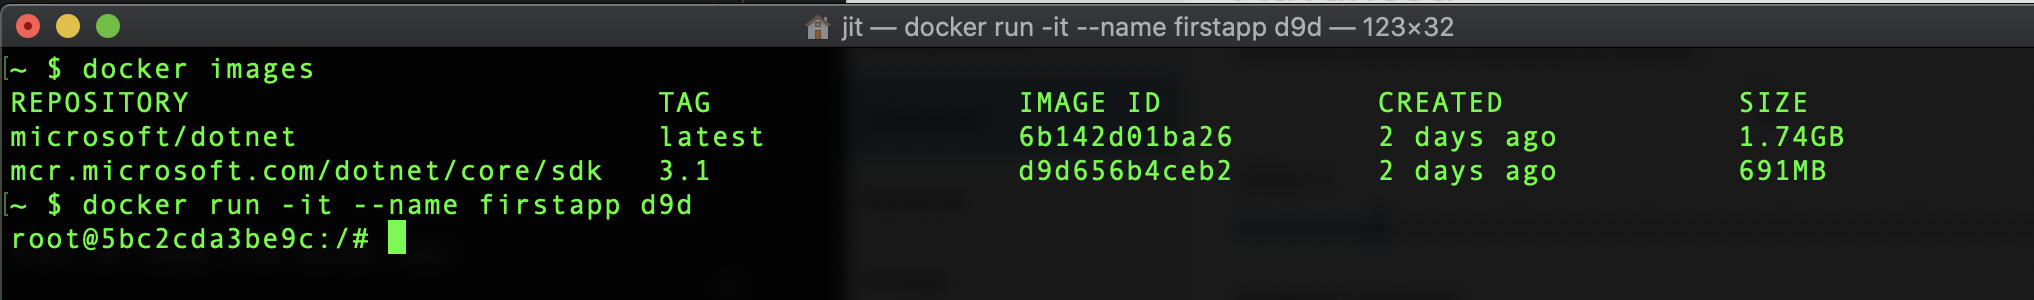 jit — docker run -it --name firstapp d9d — 123×32
[~ $ docker images
REPOSITORY TAG IMAGE ID CREATED SIZE
microsoft/dotnet latest 6b142d01ba26 2 days ago 1.74GB
mcr.microsoft.com/dotnet/core/sdk 3.1 d9d656b4ceb2 2 days ago 691MB
[~ $ docker run -it --name firstapp d9d
root@5bc2cda3be9c:/#